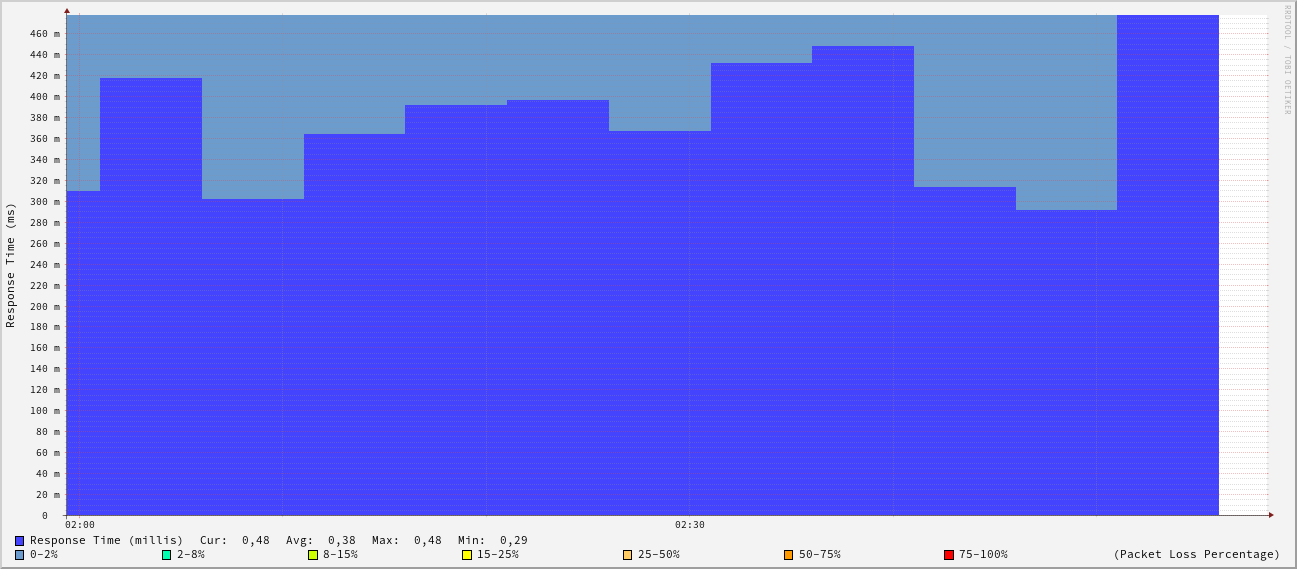 RRDTOOL / TOBI OETIKER
Response Time (ms)
460 m
440 m
420 m
400 m
380 m
360 m
340 m
320 m
300 m
280 m
260 m
240 m
220 m
200 m
180 m
160 m
140 m
120 m
100 m
80 m
60 m
40 m
20 m
0
02:00 02:30
Response Time (millis) Cur: 0,48 Avg: 0,38 Max: 0,48 Min: 0,29
0-2% 2-8% 8-15% 15-25% 25-50% 50-75% 75-100% (Packet Loss Percentage)